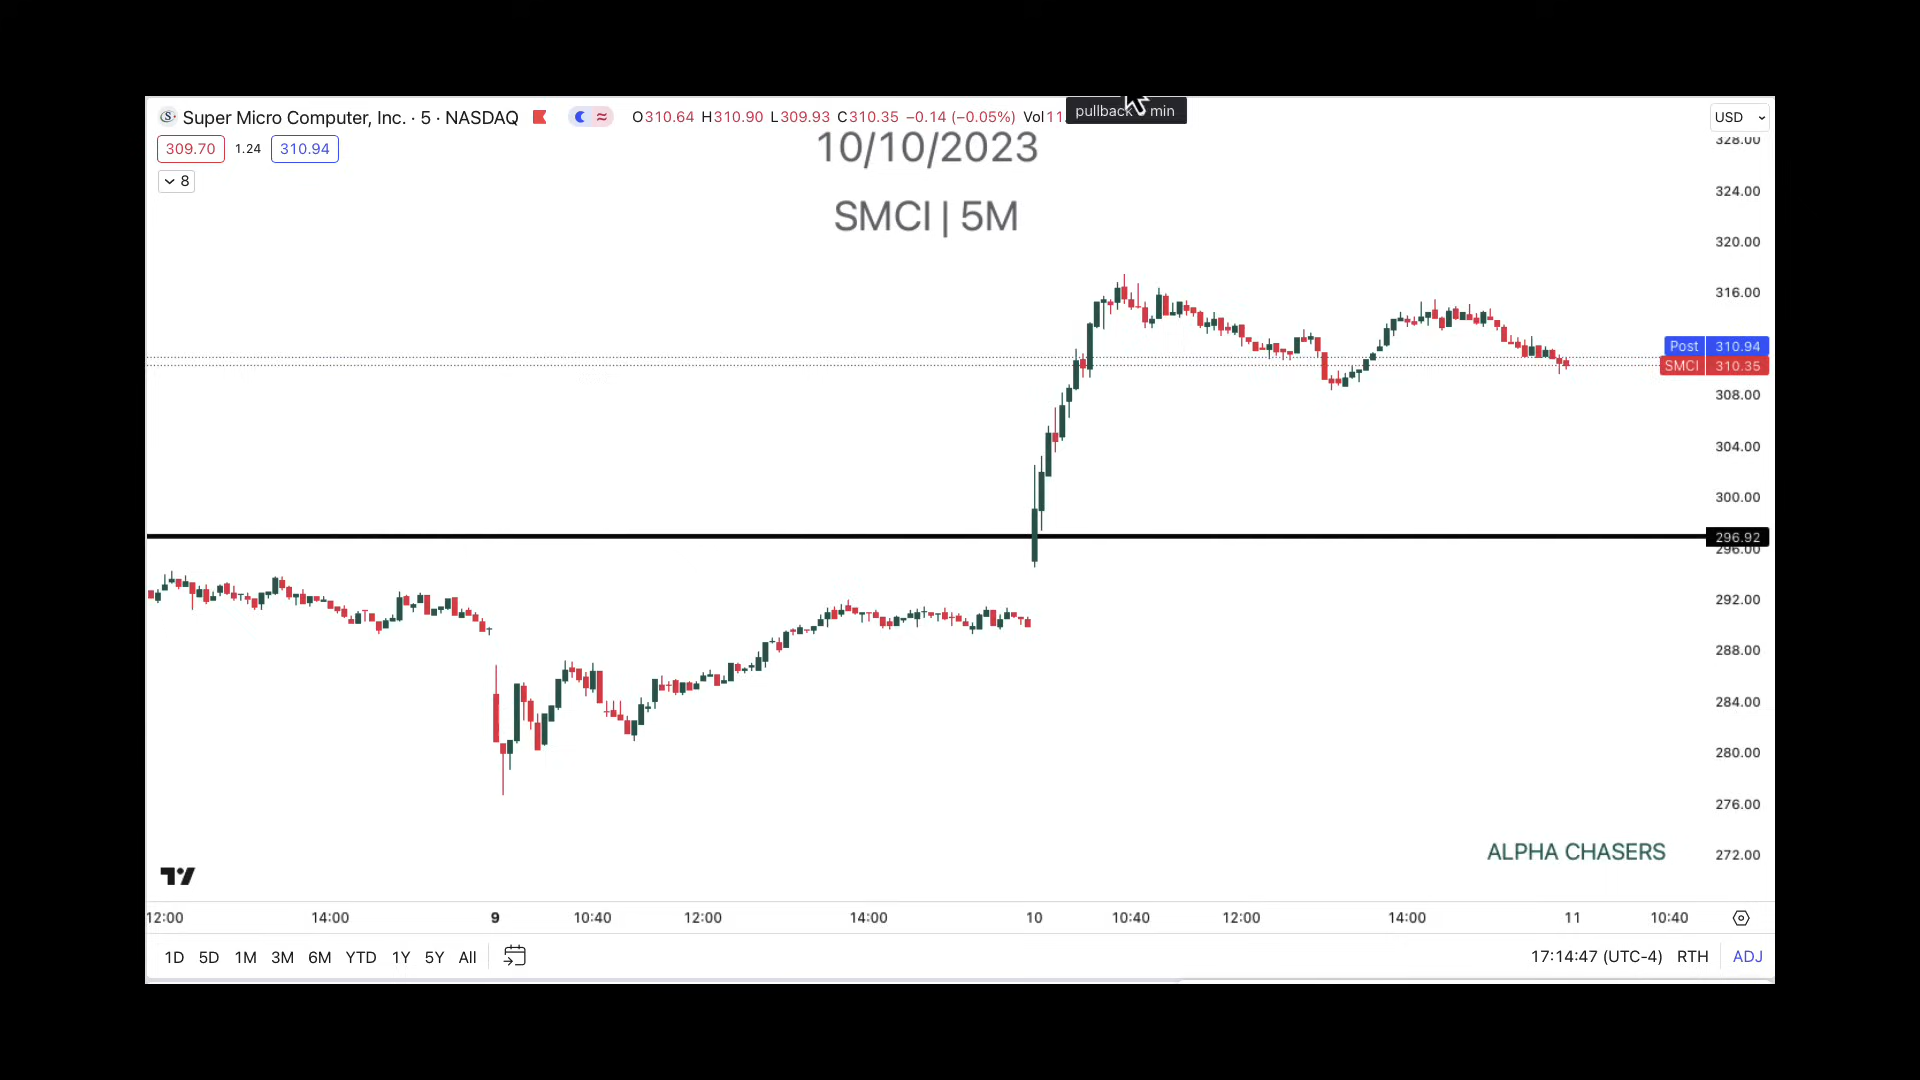 Super Micro Computer, Inc. · 5 · NASDAQ O310.64 H310.90 L309.93 C310.35 −0.14 (−0.05%) Vol11.
pullback min
USD
309.70 1.24 310.94
8
10/10/2023
SMCI | 5M
328.00
324.00
320.00
316.00
Post 310.94
SMCI 310.35
308.00
304.00
300.00
296.92
296.00
292.00
288.00
284.00
280.00
276.00
272.00
ALPHA CHASERS
12:00 14:00 9 10:40 12:00 14:00 10 10:40 12:00 14:00 11 10:40
1D 5D 1M 3M 6M YTD 1Y 5Y All 17:14:47 (UTC-4) RTH ADJ